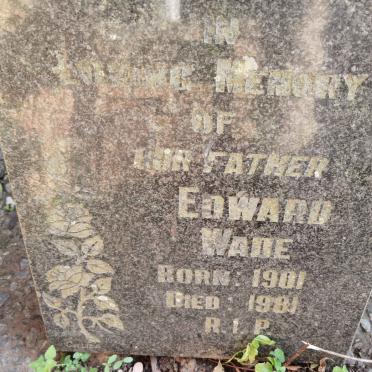 IN
LOVING MEMORY
OF
OUR FATHER
EDWARD
WADE
BORN: 1901
DIED: 1981
R.I.P.